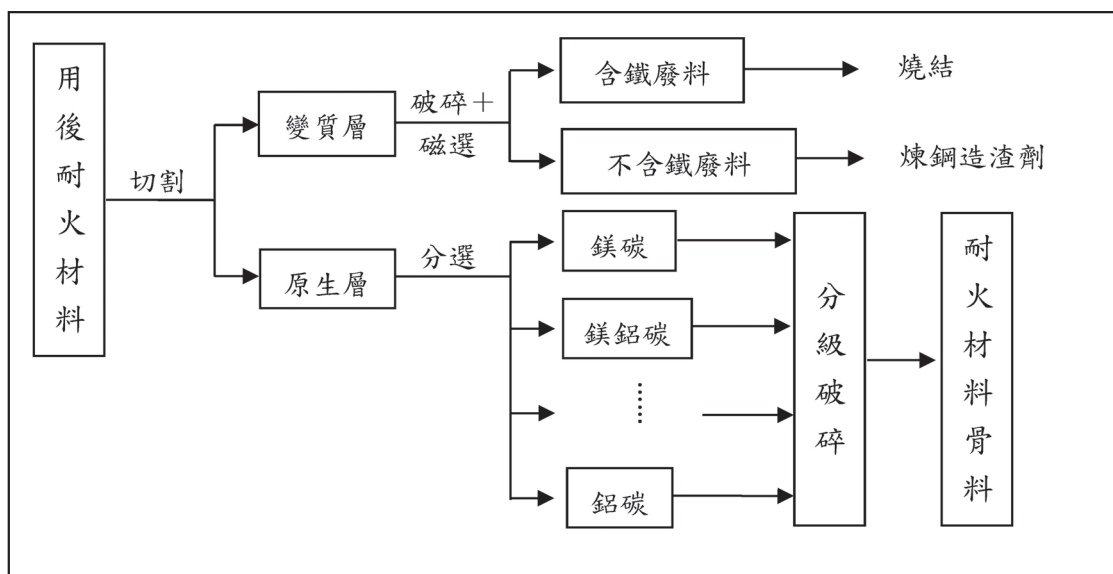 用後耐火材料
切割
變質層
破碎＋
磁選
含鐵廢料
燒結
不含鐵廢料
煉鋼造渣劑
原生層
分選
鎂碳
鎂鋁碳
⋯⋯
鋁碳
分級破碎
耐火材料骨料